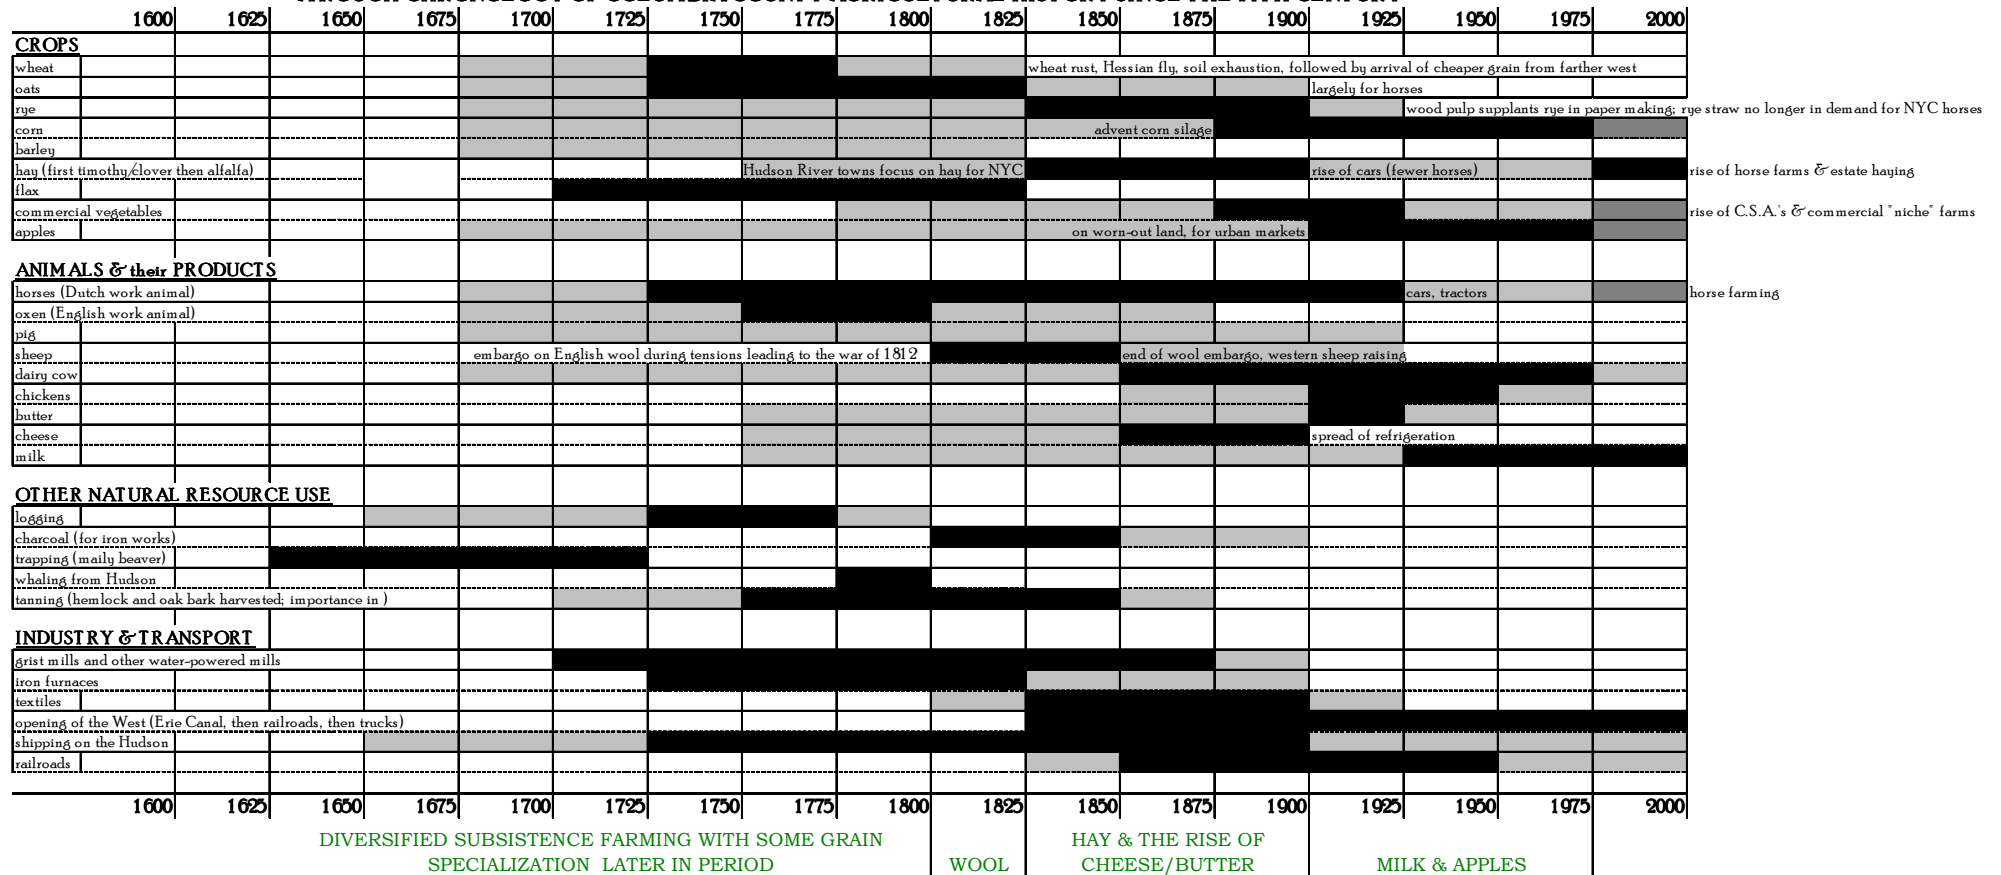 1600 1625 1650 1675 1700 1725 1750 1775 1800 1825 1850 1875 1900 1925 1950 1975 2000
CROPS
wheat wheat rust, Hessian fly, soil exhaustion, followed by arrival of cheaper grain from farther west
oats largely for horses
rye wood pulp supplants rye in paper making; rye straw no longer in demand for NYC horses
corn advent corn silage
barley
hay (first timothy/clover then alfalfa) Hudson River towns focus on hay for NYC rise of cars (fewer horses) rise of horse farms & estate haying
flax
commercial vegetables rise of C.S.A.'s & commercial "niche" farms
apples on worn-out land, for urban markets
ANIMALS & their PRODUCTS
horses (Dutch work animal) cars, tractors horse farming
oxen (English work animal)
pig
sheep embargo on English wool during tensions leading to the war of 1812 end of wool embargo, western sheep raising
dairy cow
chickens
butter
cheese spread of refrigeration
milk
OTHER NATURAL RESOURCE USE
logging
charcoal (for iron works)
trapping (maily beaver)
whaling from Hudson
tanning (hemlock and oak bark harvested; importance in )
INDUSTRY & TRANSPORT
grist mills and other water-powered mills
iron furnaces
textiles
opening of the West (Erie Canal, then railroads, then trucks)
shipping on the Hudson
railroads
1600 1625 1650 1675 1700 1725 1750 1775 1800 1825 1850 1875 1900 1925 1950 1975 2000
DIVERSIFIED SUBSISTENCE FARMING WITH SOME GRAIN
SPECIALIZATION LATER IN PERIOD
WOOL
HAY & THE RISE OF
CHEESE/BUTTER
MILK & APPLES